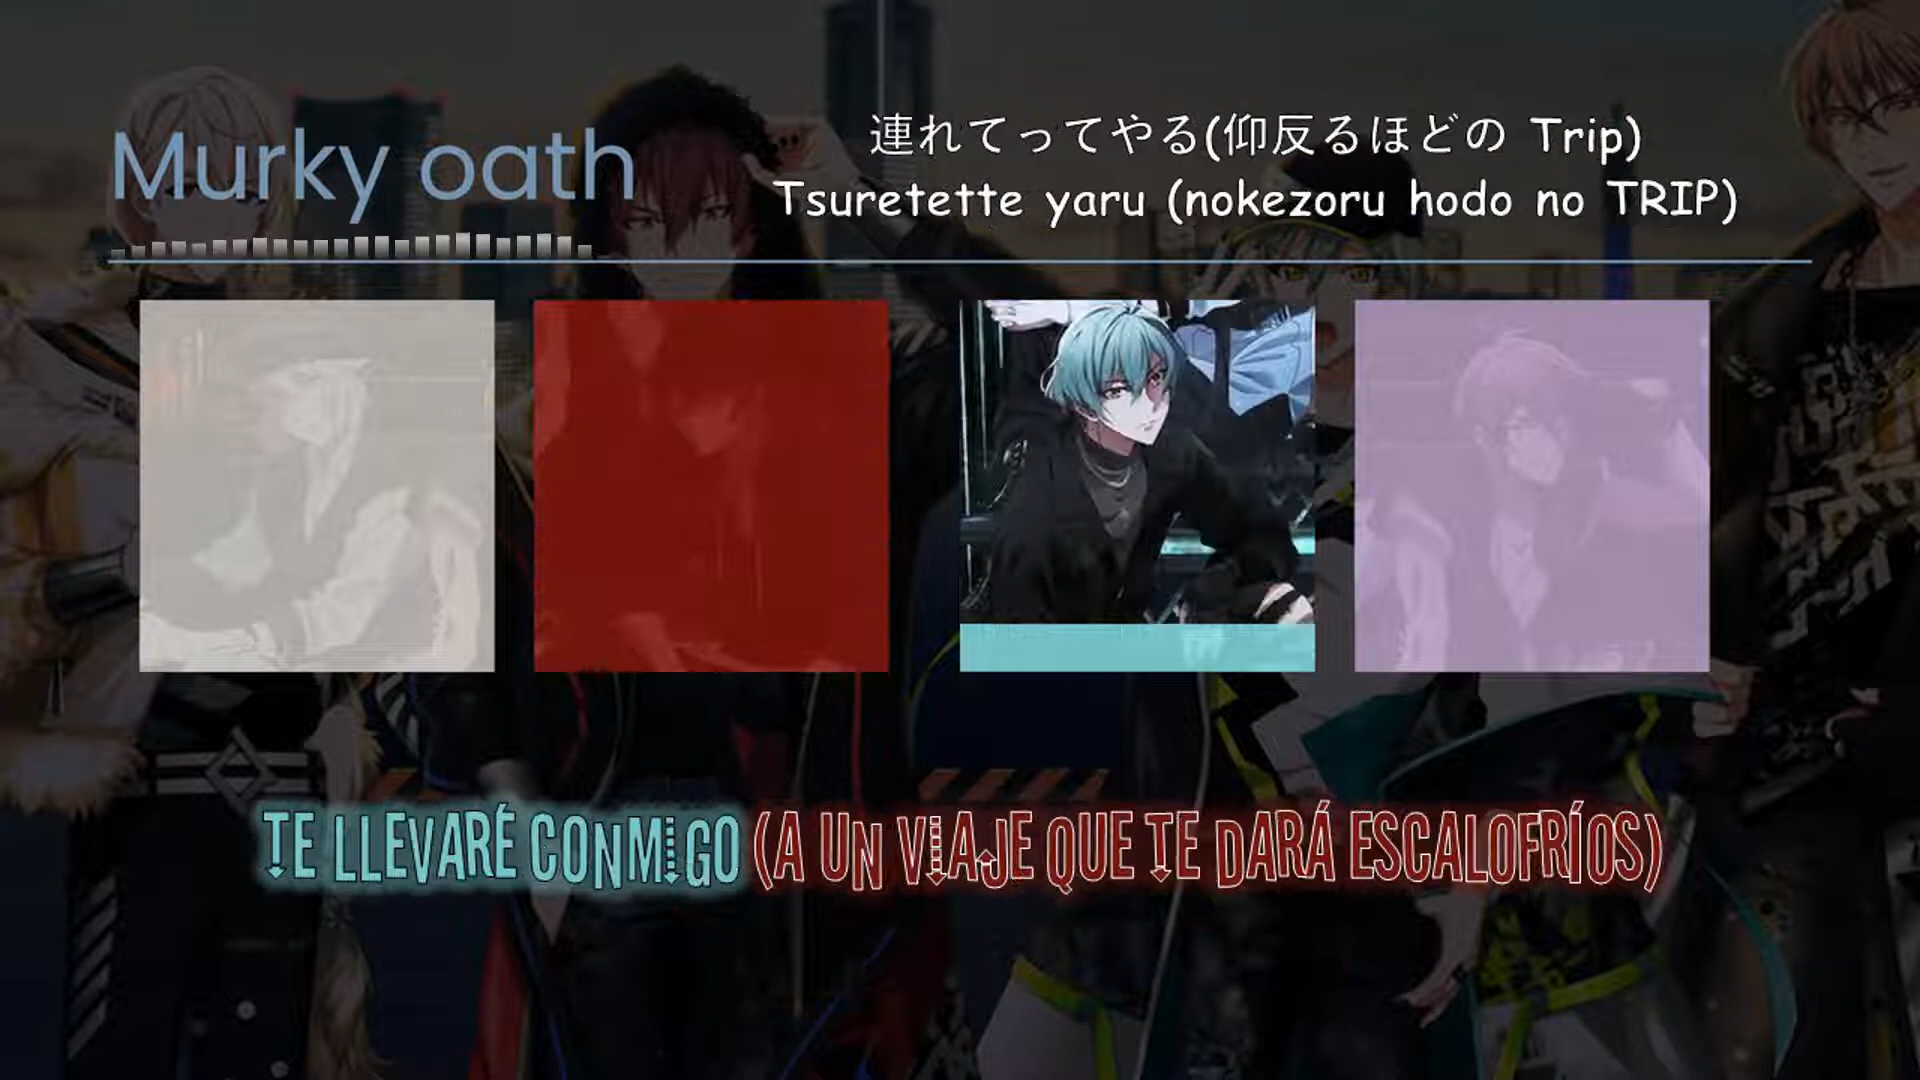 Murky oath
連れてってやる(仰反るほどの Trip)
Tsuretette yaru (nokezoru hodo no TRIP)
TE LLEVARÉ CONMIGO (A UN VIAJE QUE TE DARÁ ESCALOFRÍOS)